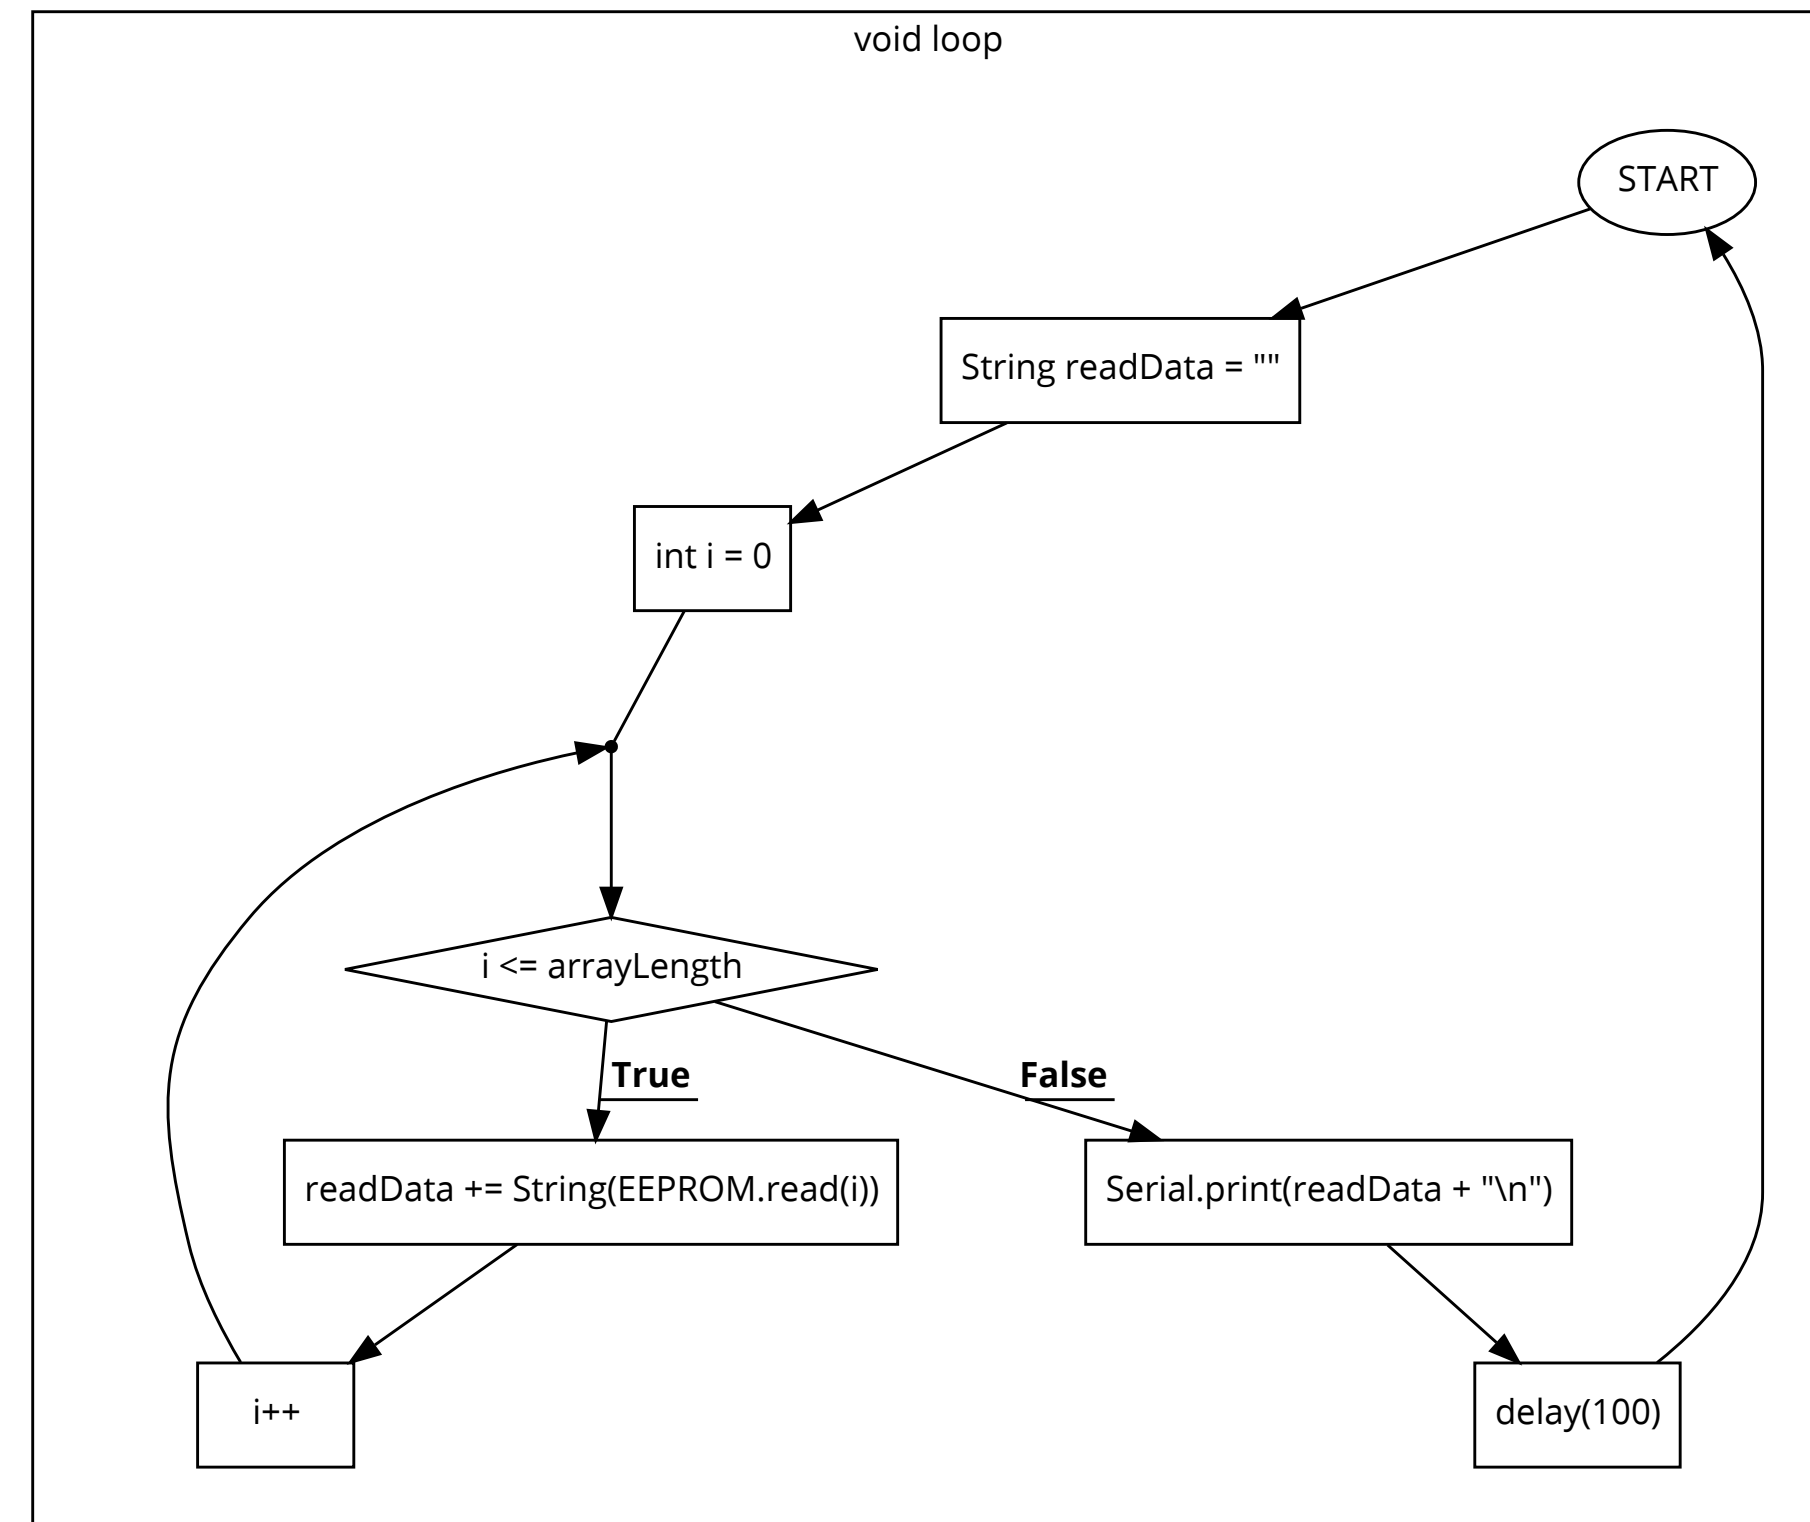 void loop
START
String readData = ""
int i = 0
i <= arrayLength
True
False
readData += String(EEPROM.read(i))
Serial.print(readData + "\n")
i++
delay(100)